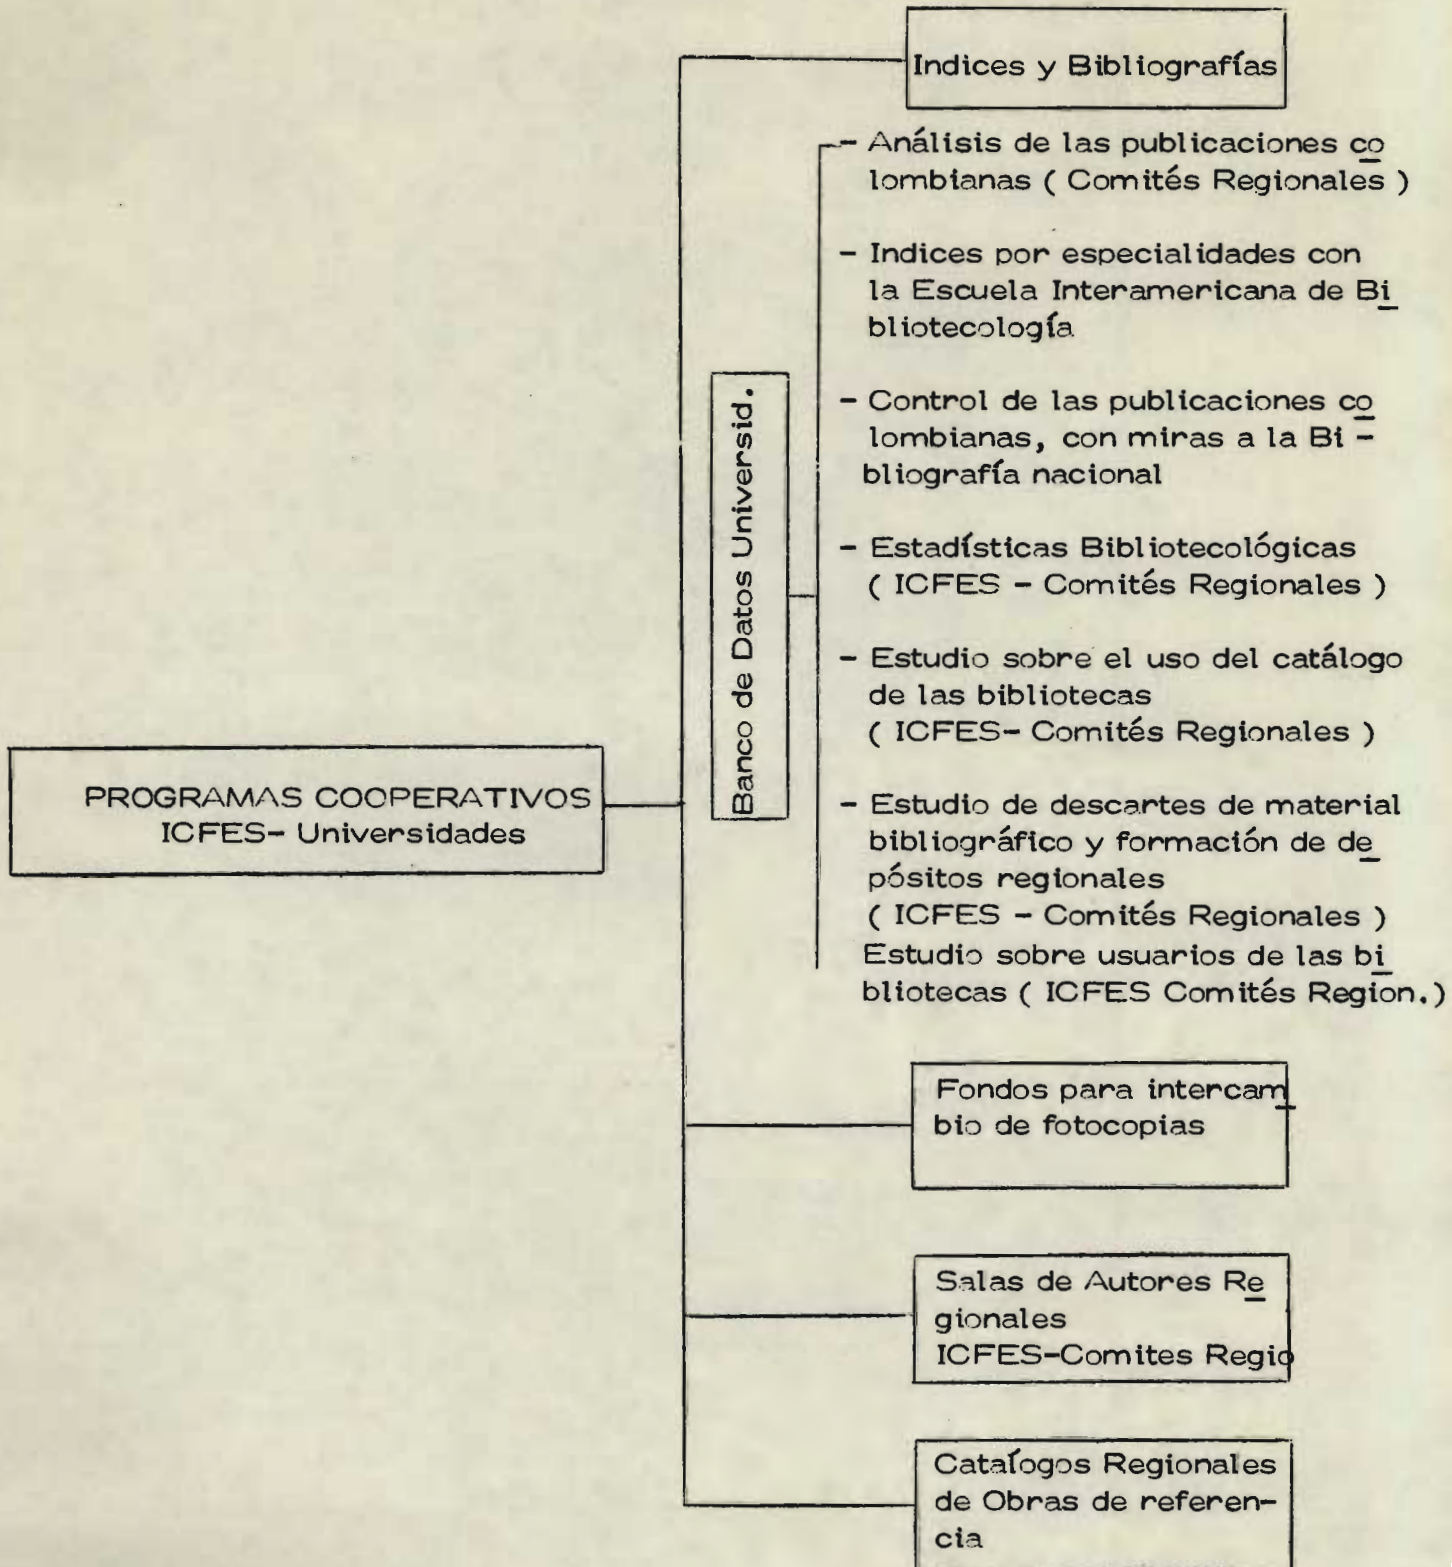 Indices y Bibliografías
- Análisis de las publicaciones co
lombianas ( Comités Regionales )
- Indices por especialidades con
la Escuela Interamericana de Bi
bliotecología
- Control de las publicaciones co
lombianas, con miras a la Bi -
bliografía nacional
- Estadísticas Bibliotecológicas
( ICFES - Comités Regionales )
- Estudio sobre el uso del catálogo
de las bibliotecas
( ICFES- Comités Regionales )
- Estudio de descartes de material
bibliográfico y formación de de
pósitos regionales
( ICFES - Comités Regionales )
Estudio sobre usuarios de las bi
bliotecas ( ICFES Comités Region.)
Banco de Datos Universid.
PROGRAMAS COOPERATIVOS
ICFES- Universidades
Fondos para intercam
bio de fotocopias
Salas de Autores Re
gionales
ICFES-Comites Regio
Catálogos Regionales
de Obras de referen-
cia